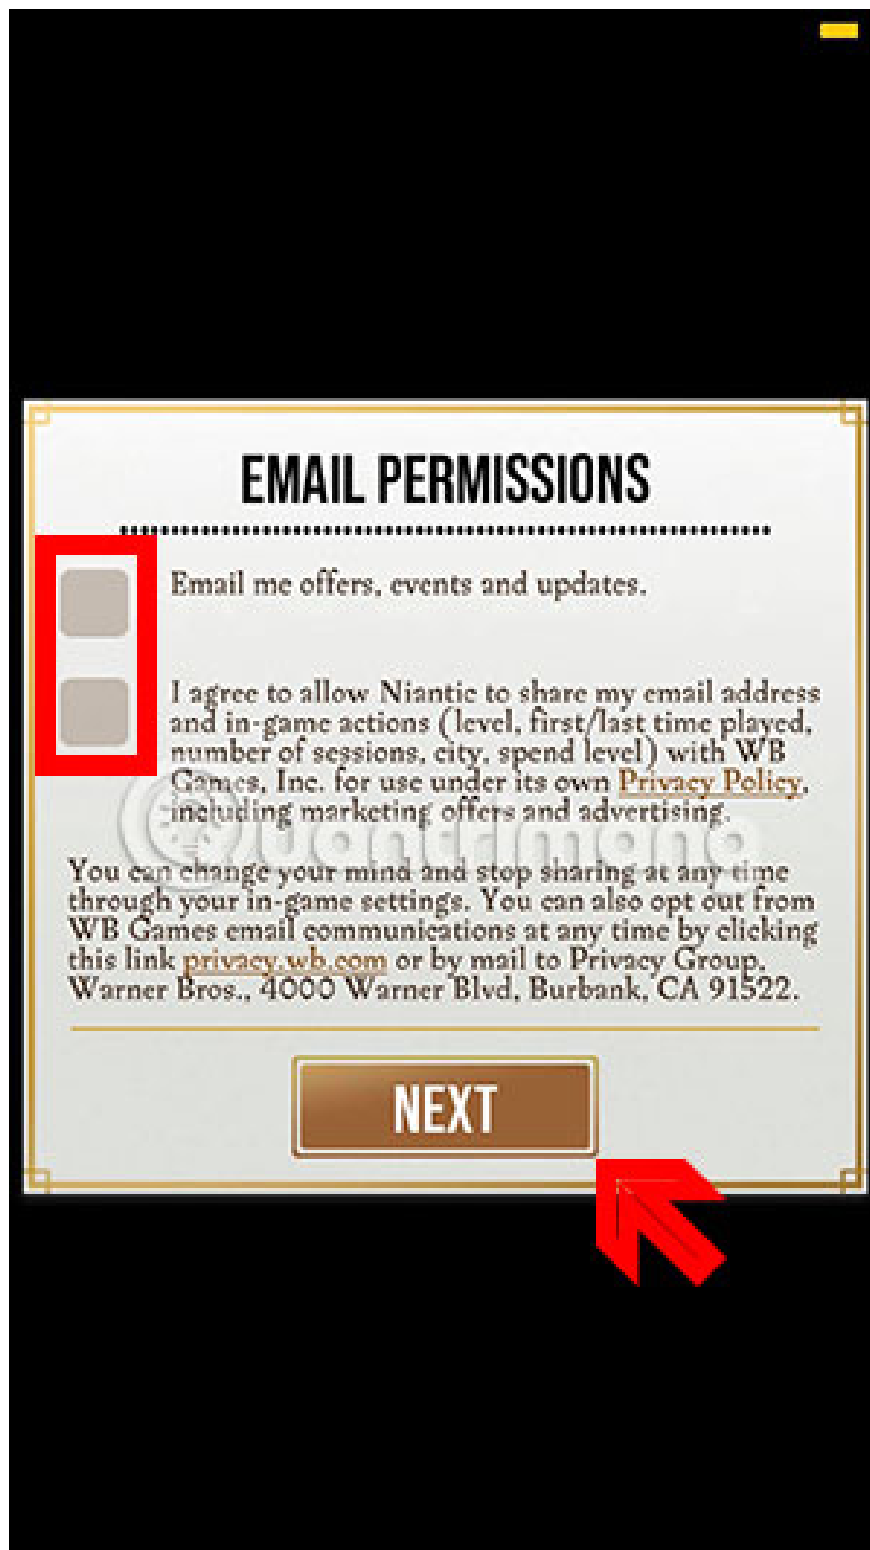 EMAIL PERMISSIONS
Email me offers, events and updates.
I agree to allow Niantic to share my email address
and in-game actions (level, first/last time played,
number of sessions, city, spend level) with WB
Games, Inc. for use under its own Privacy Policy,
including marketing offers and advertising.
Quantrimang
You can change your mind and stop sharing at any time
through your in-game settings. You can also opt out from
WB Games email communications at any time by clicking
this link privacy.wb.com or by mail to Privacy Group,
Warner Bros., 4000 Warner Blvd, Burbank, CA 91522.
NEXT